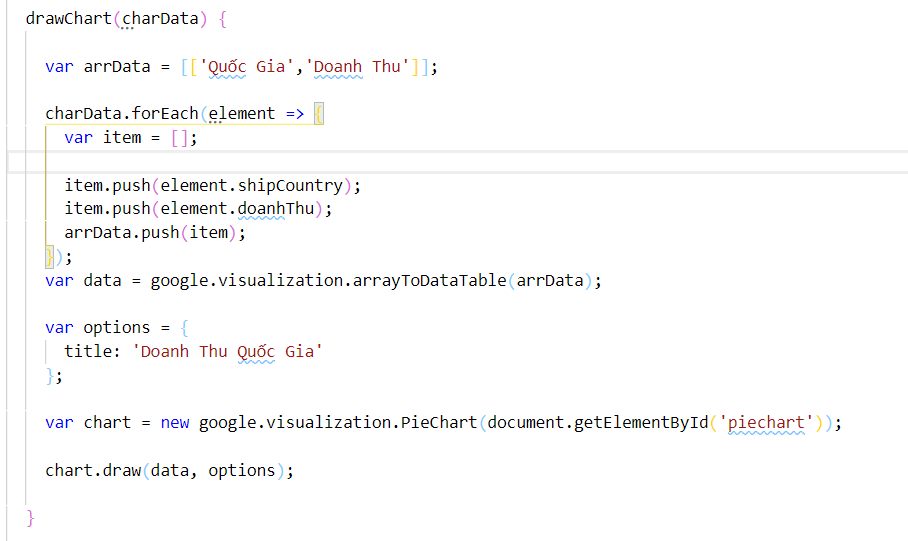 drawChart(charData) {
var arrData = [['Quốc Gia','Doanh Thu']];
charData.forEach(element => {
var item = [];
item.push(element.shipCountry);
item.push(element.doanhThu);
arrData.push(item);
});
var data = google.visualization.arrayToDataTable(arrData);
var options = {
title: 'Doanh Thu Quốc Gia'
};
var chart = new google.visualization.PieChart(document.getElementById('piechart'));
chart.draw(data, options);
}